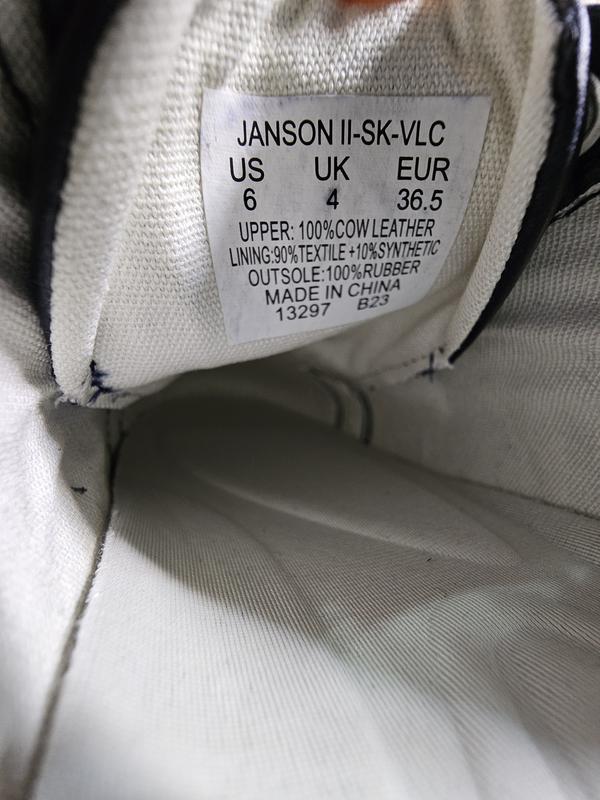 JANSON II-SK-VLC
US UK EUR
6 4 36.5
UPPER: 100%COW LEATHER
LINING:90%TEXTILE+10%SYNTHETIC
OUTSOLE:100%RUBBER
MADE IN CHINA
13297 B23